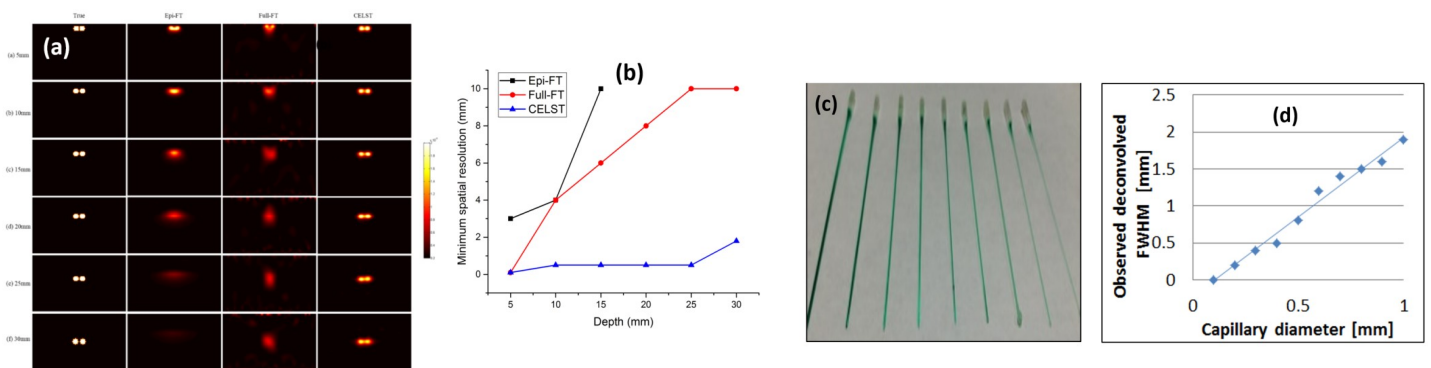 True Epi-FT Full-FT CELST
(a)
(a) 5mm
(b) 10mm
(c) 15mm
(d) 20mm
(e) 25mm
(f) 30mm
(b)
Epi-FT
Full-FT
CELST
Minimum spatial resolution (mm)
10
8
6
4
2
0
5 10 15 20 25 30
Depth (mm)
(c)
(d)
Observed deconvolved
FWHM [mm]
2.5
2
1.5
1
0.5
0
0 0.5 1
Capillary diameter [mm]